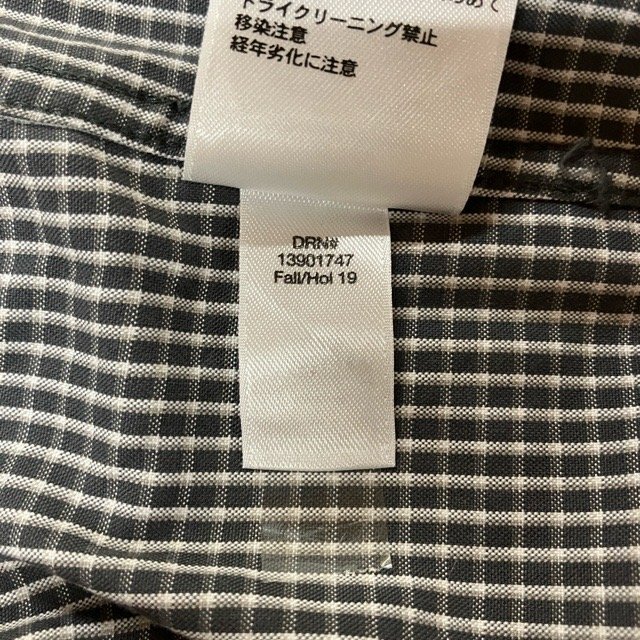 ドライクリーニング禁止
移染注意
経年劣化に注意
DRN#
13901747
Fall/Hol 19